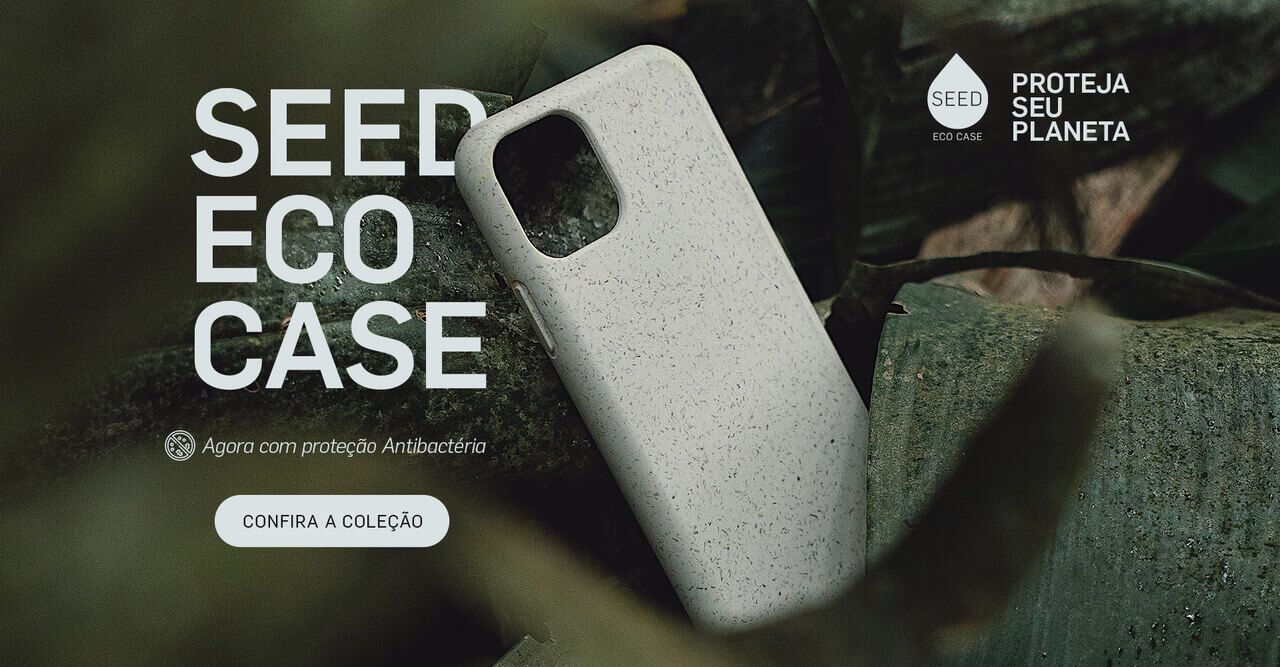 SEED
ECO
CASE
Agora com proteção Antibactéria
CONFIRA A COLEÇÃO
SEED
ECO CASE
PROTEJA
SEU
PLANETA